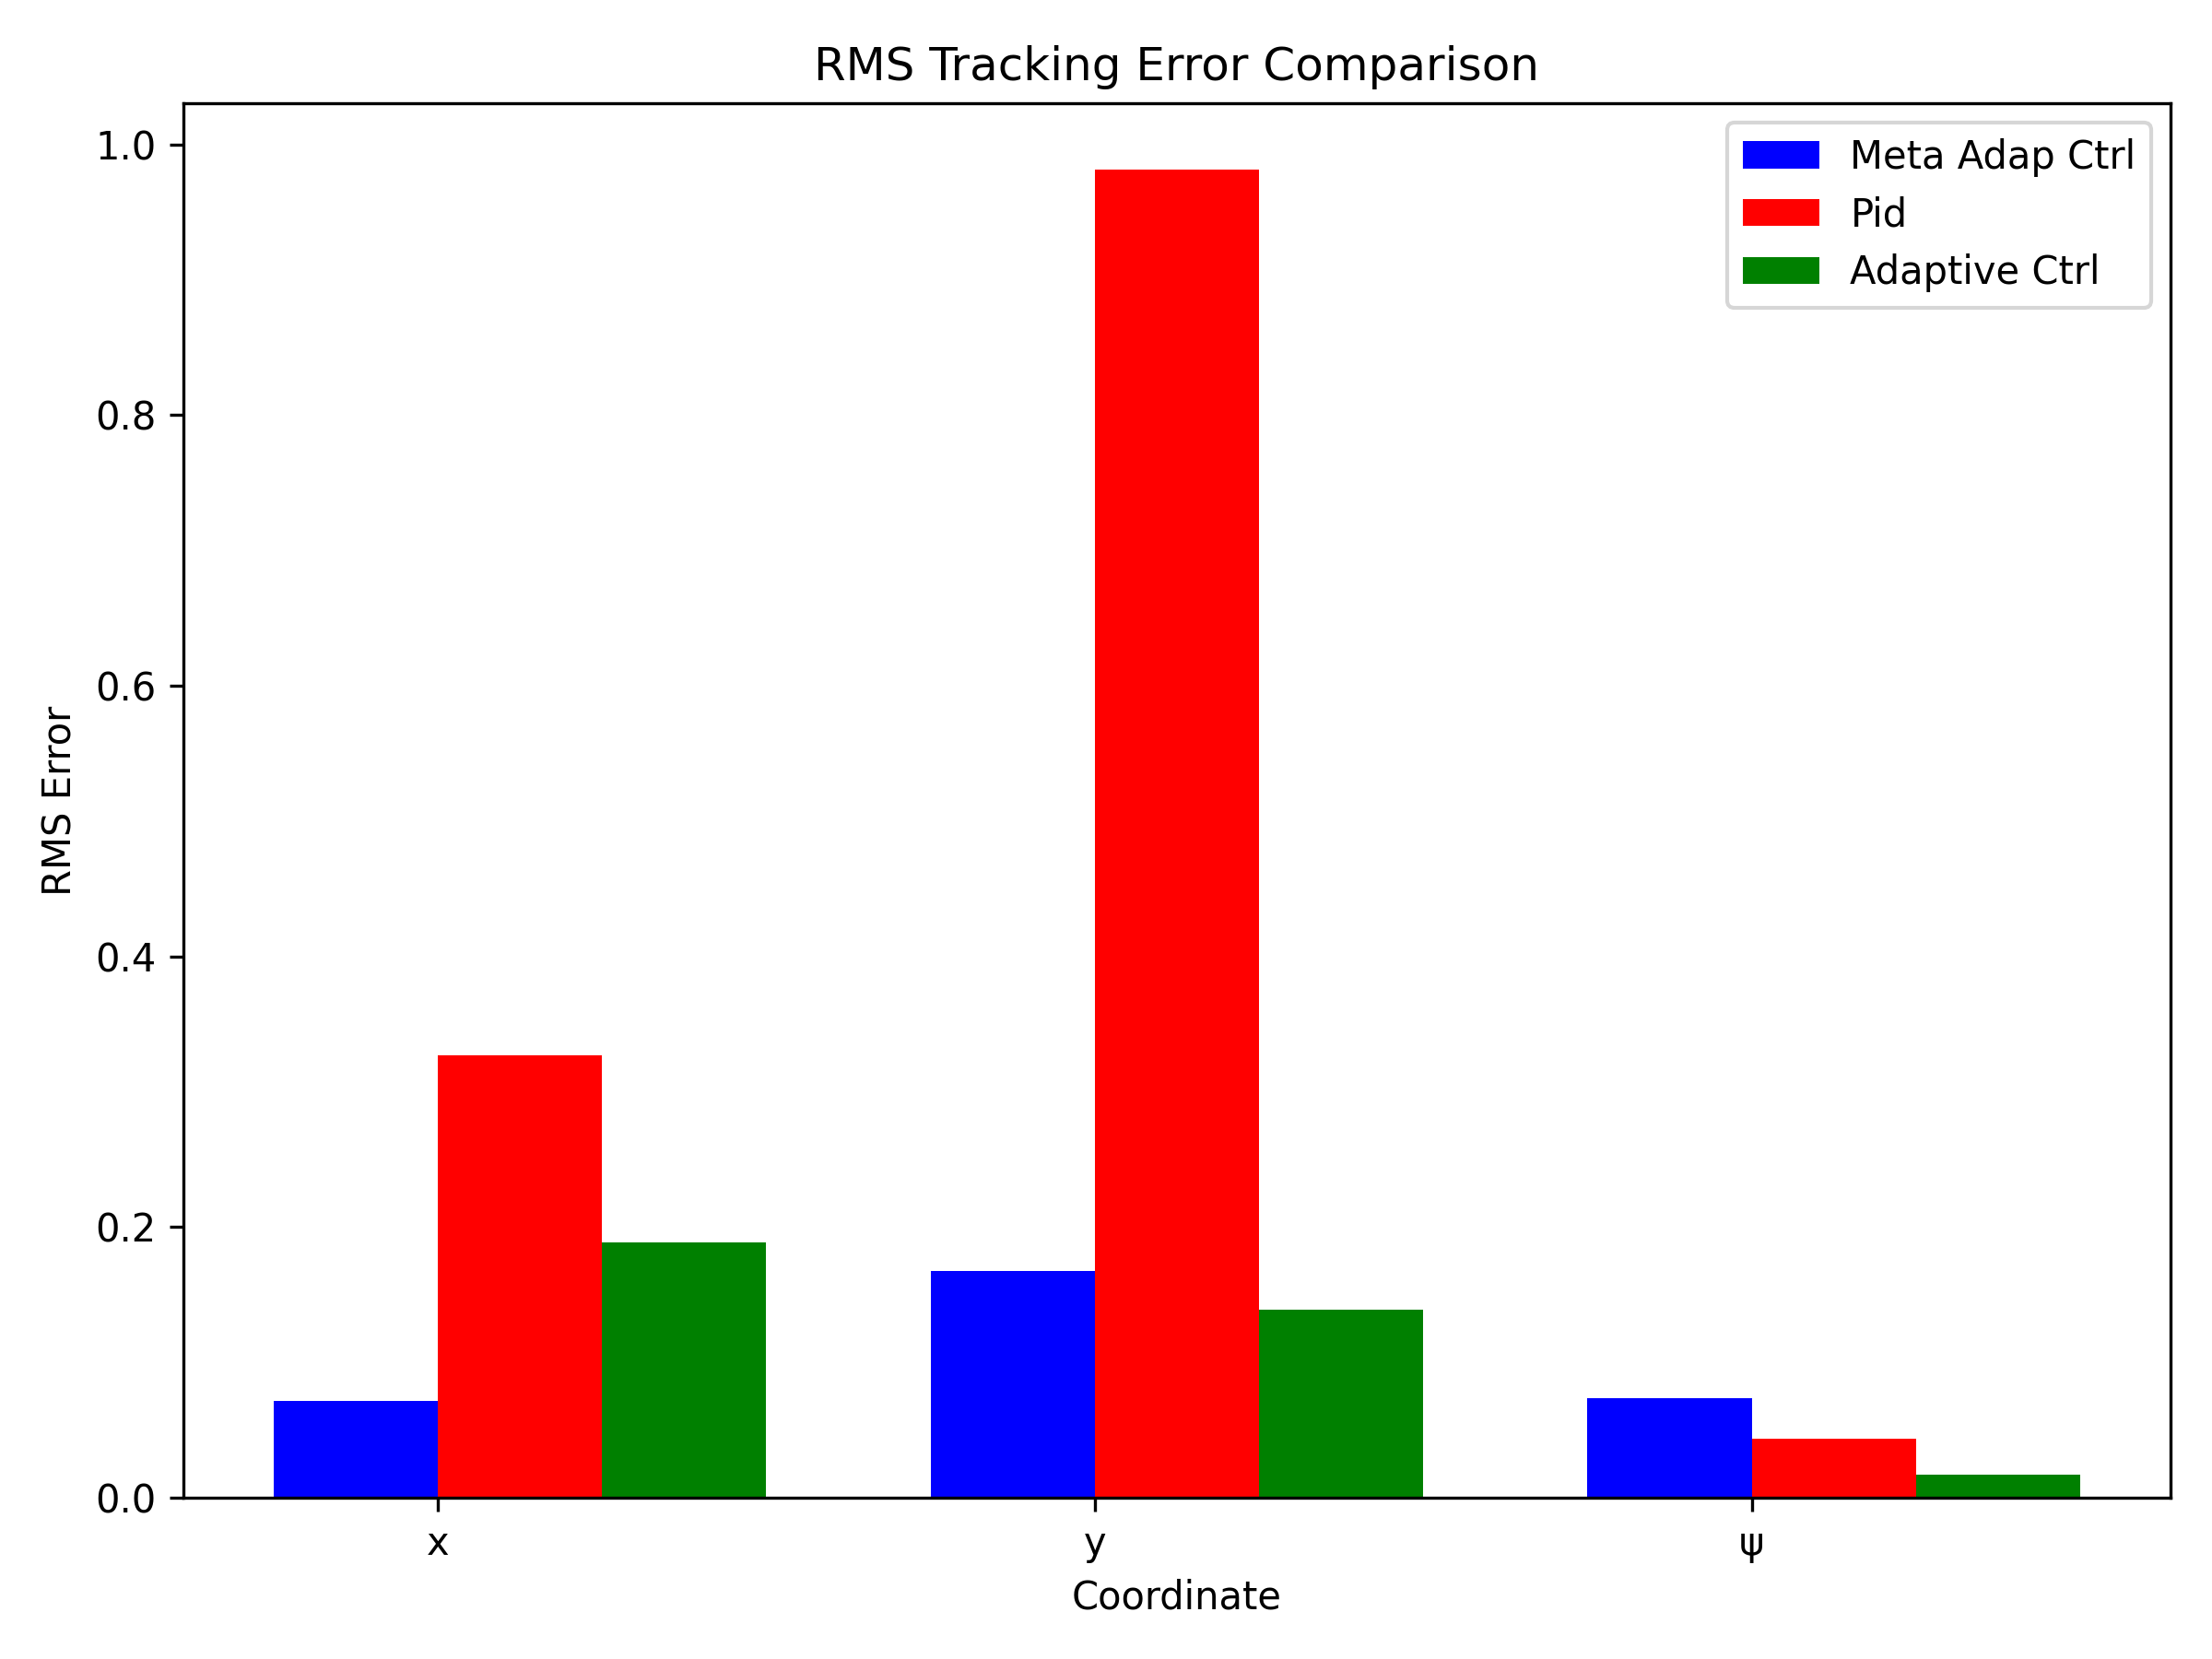 RMS Tracking Error Comparison
Meta Adap Ctrl
Pid
Adaptive Ctrl
RMS Error
1.0
0.8
0.6
0.4
0.2
0.0
x
y
ψ
Coordinate